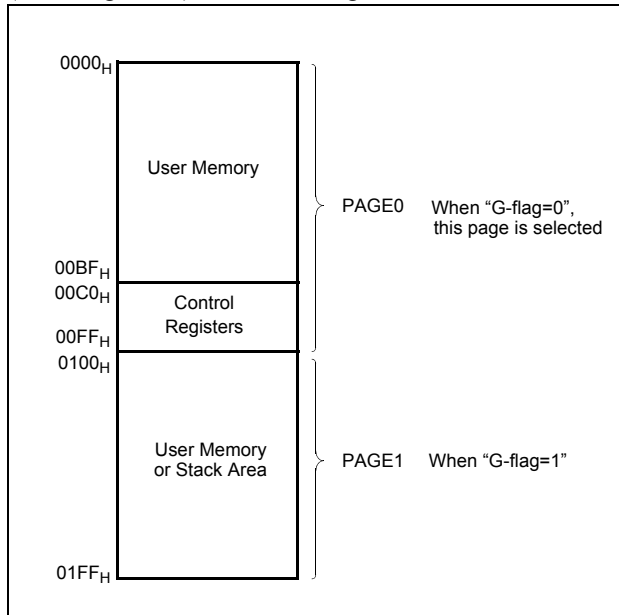 0000H
User Memory
PAGE0
When “G-flag=0”,
this page is selected
00BFH
00C0H
Control
Registers
00FFH
0100H
User Memory
or Stack Area
PAGE1
When “G-flag=1”
01FFH